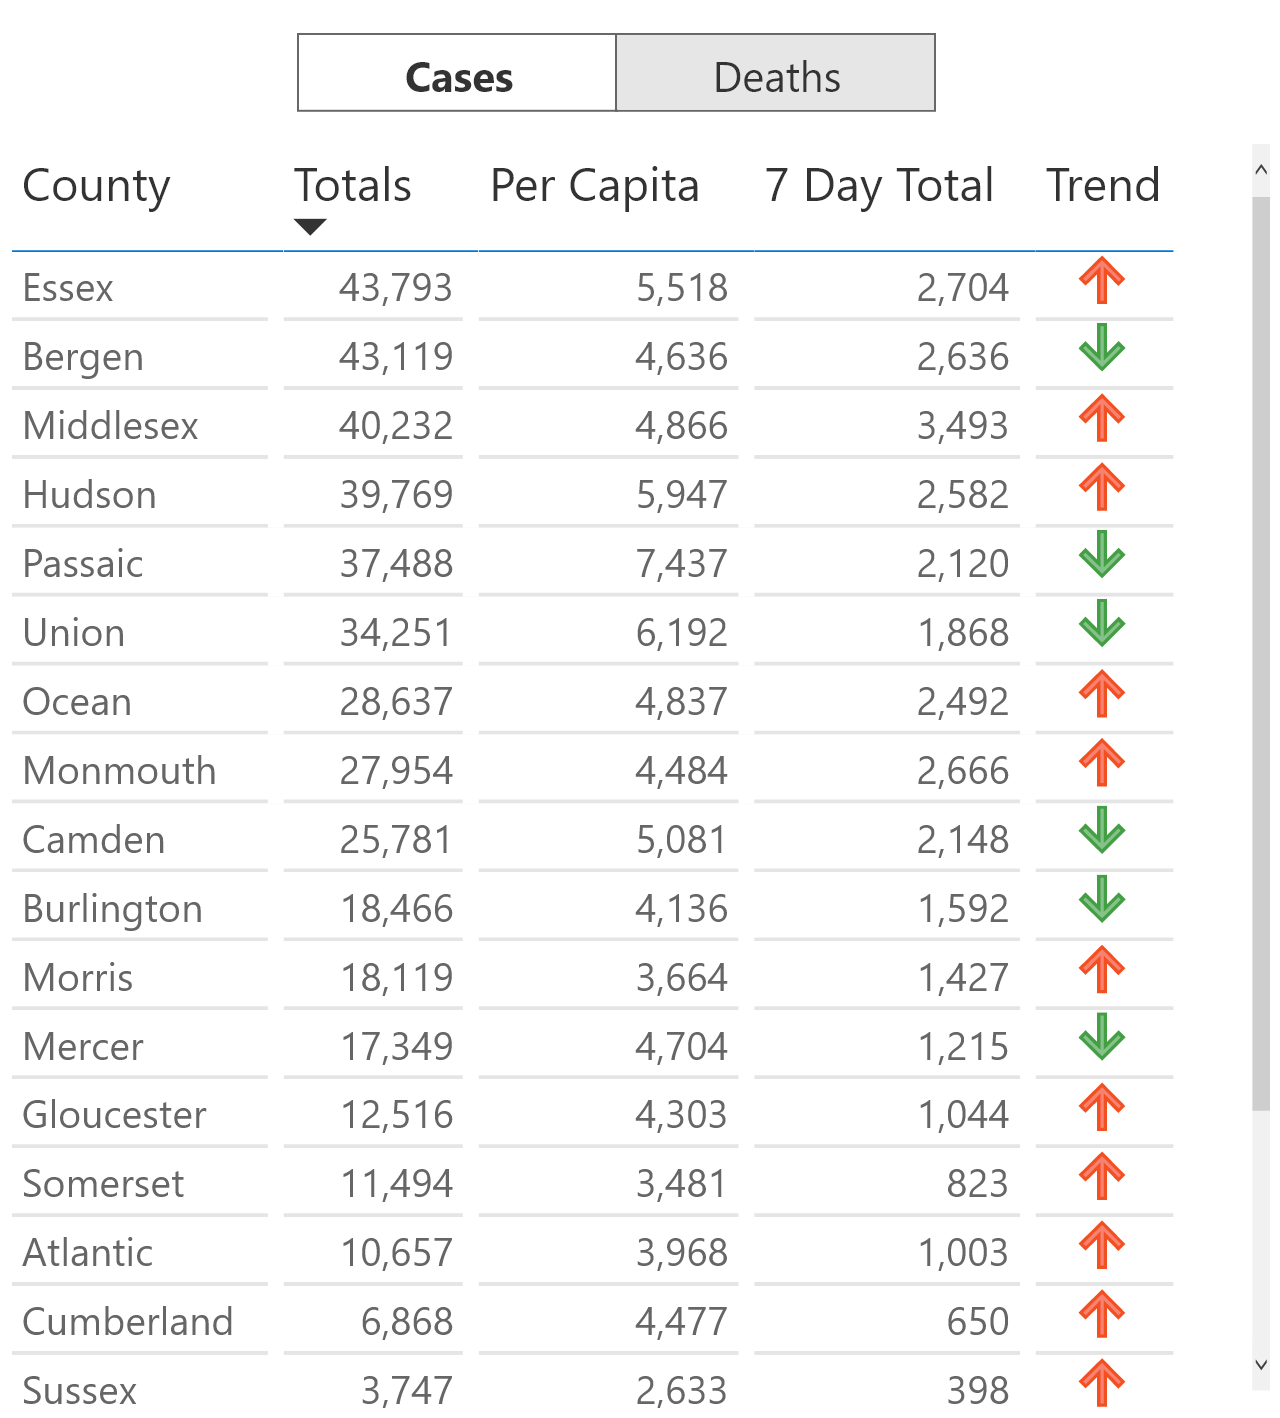 Cases Deaths
County Totals Per Capita 7 Day Total Trend
Essex 43,793 5,518 2,704
Bergen 43,119 4,636 2,636
Middlesex 40,232 4,866 3,493
Hudson 39,769 5,947 2,582
Passaic 37,488 7,437 2,120
Union 34,251 6,192 1,868
Ocean 28,637 4,837 2,492
Monmouth 27,954 4,484 2,666
Camden 25,781 5,081 2,148
Burlington 18,466 4,136 1,592
Morris 18,119 3,664 1,427
Mercer 17,349 4,704 1,215
Gloucester 12,516 4,303 1,044
Somerset 11,494 3,481 823
Atlantic 10,657 3,968 1,003
Cumberland 6,868 4,477 650
Sussex 3,747 2,633 398